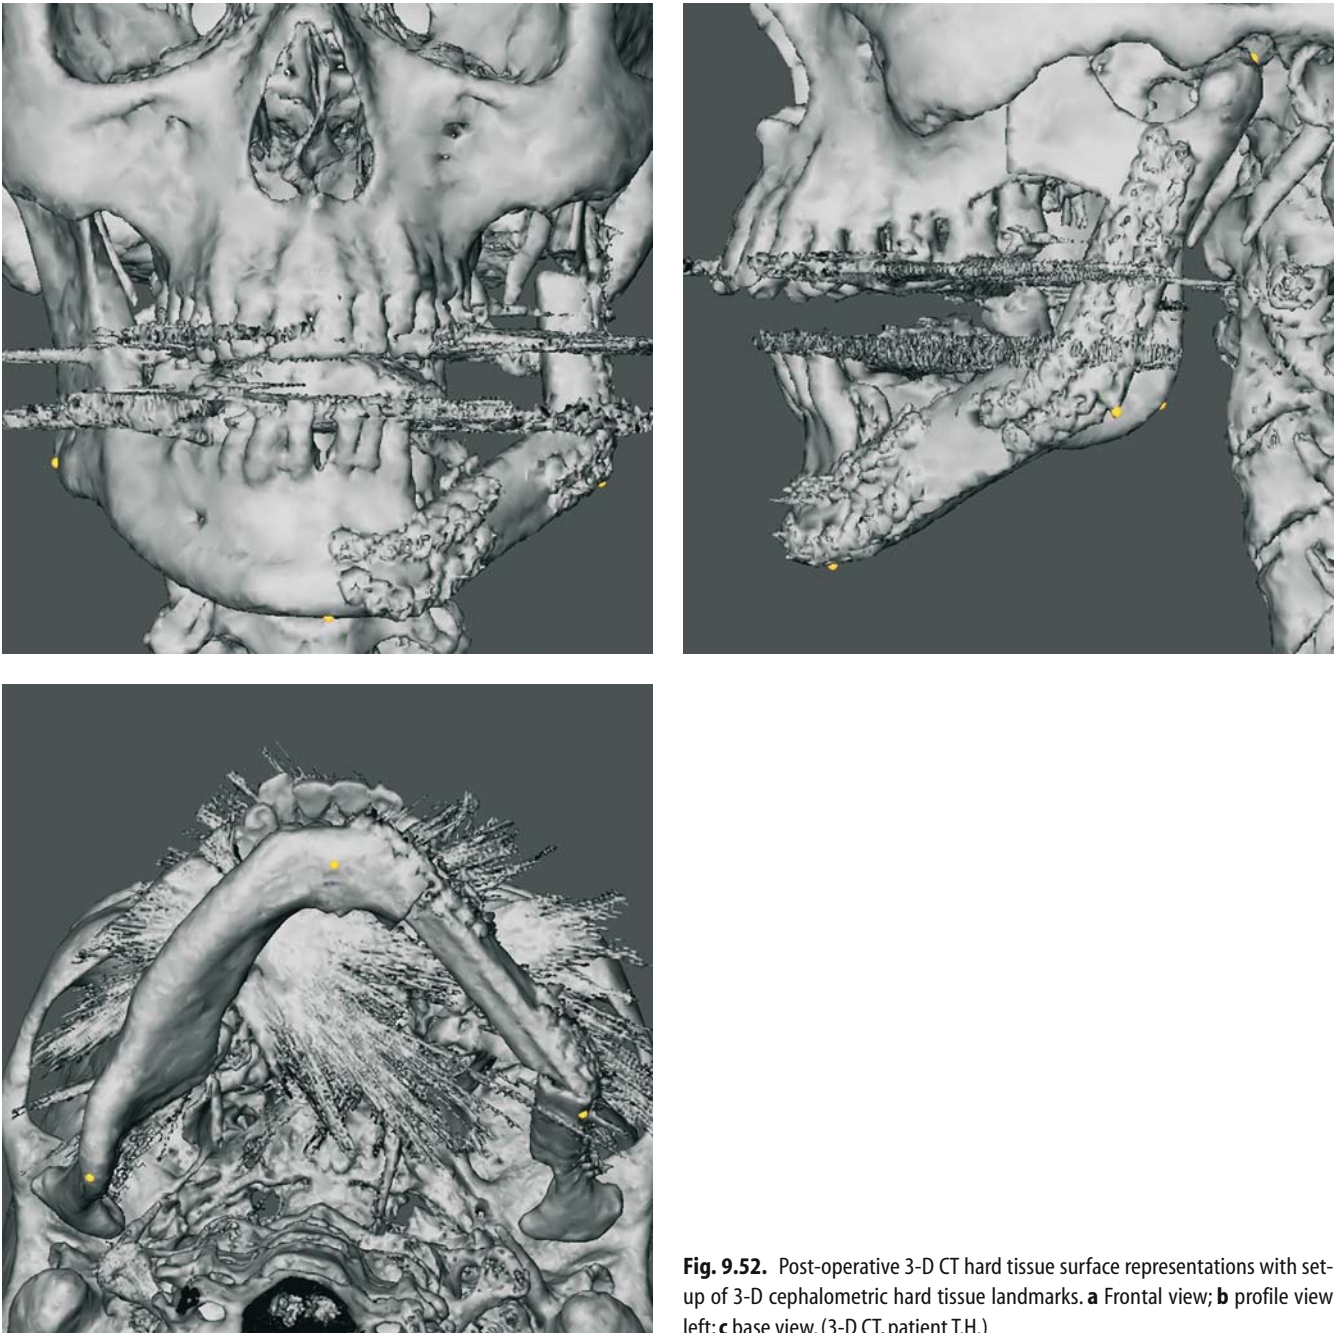 Fig. 9.52. Post-operative 3-D CT hard tissue surface representations with set-
up of 3-D cephalometric hard tissue landmarks. a Frontal view; b profile view
left; c base view. (3-D CT, patient T.H.)